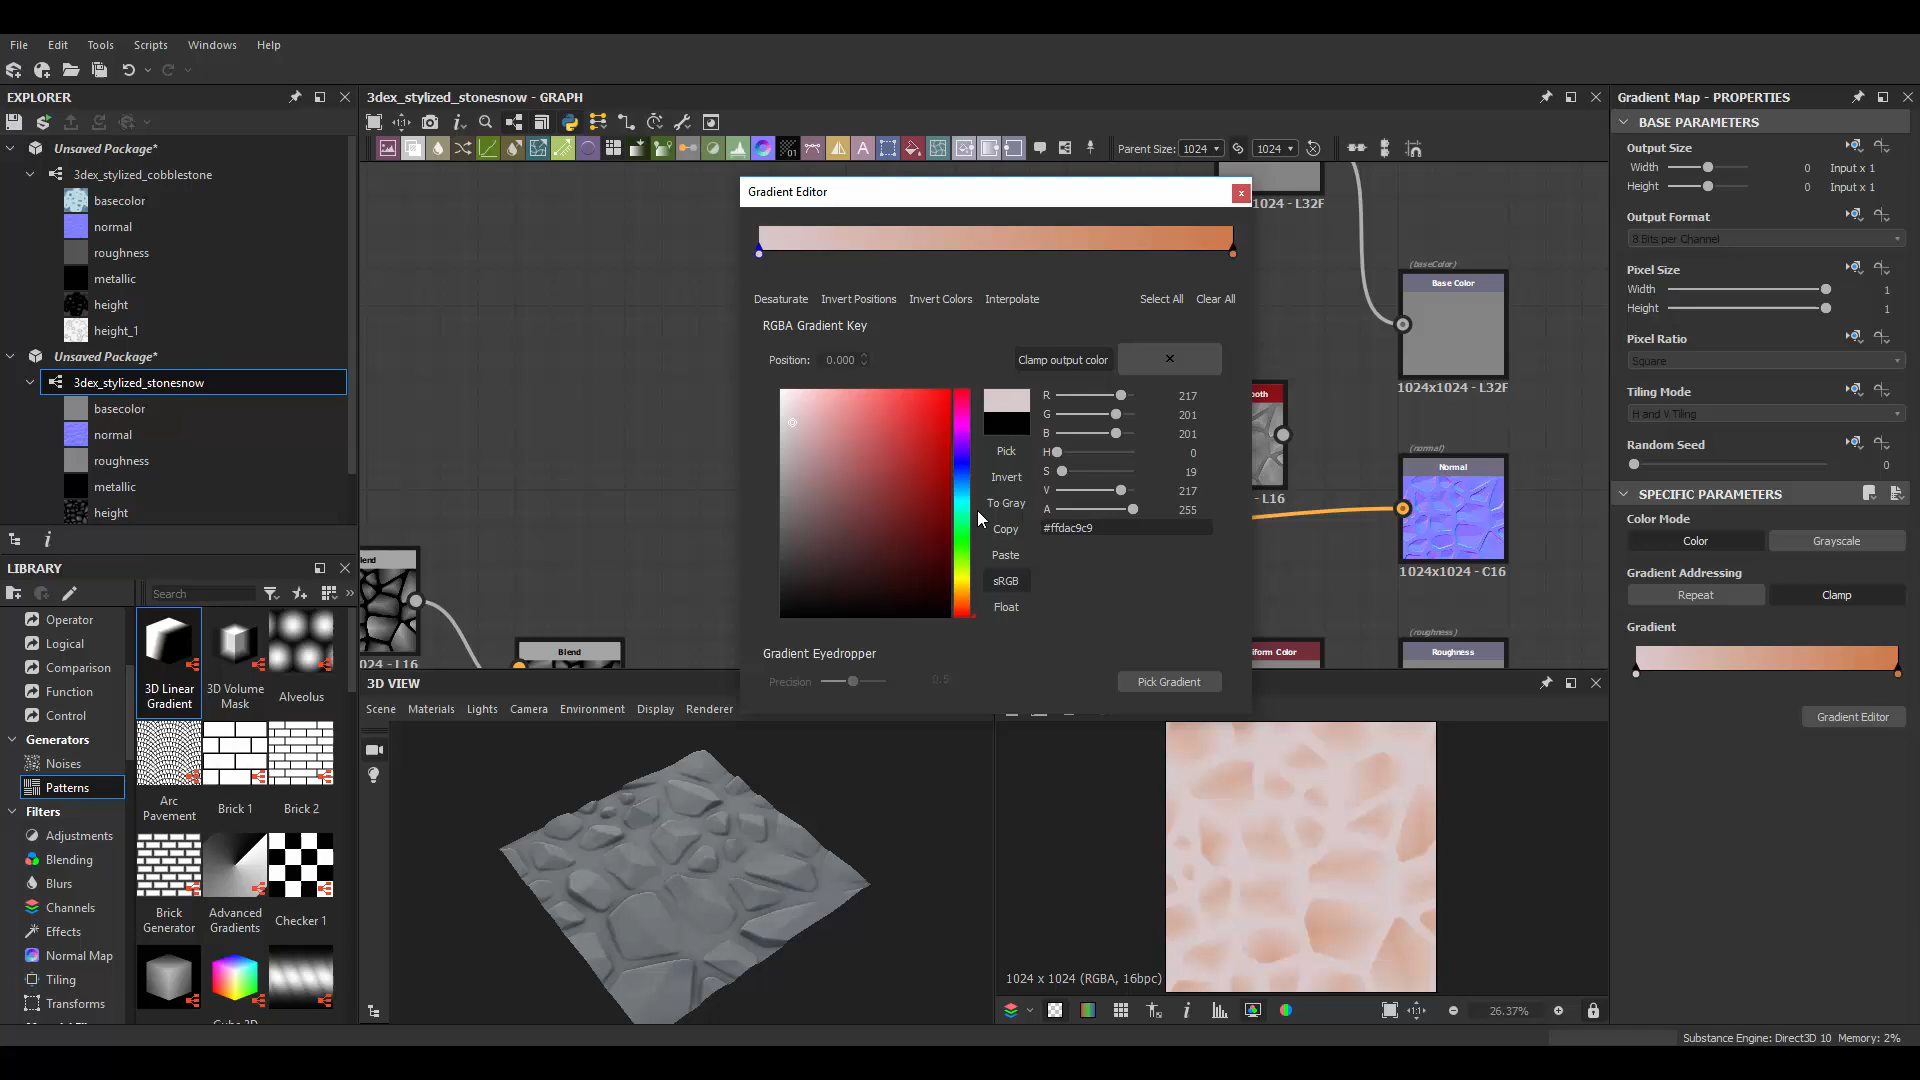 File Edit Tools Scripts Windows Help
EXPLORER
Unsaved Package*
3dex_stylized_cobblestone
basecolor
normal
roughness
metallic
height
height_1
Unsaved Package*
3dex_stylized_stonesnow
basecolor
normal
roughness
metallic
height
LIBRARY
Search
Operator
Logical
Comparison
Function
Control
Generators
Noises
Patterns
Filters
Adjustments
Blending
Blurs
Channels
Effects
Normal Map
Tiling
Transforms
3D Linear Gradient
3D Volume Mask
Alveolus
Arc Pavement
Brick 1
Brick 2
Brick Generator
Advanced Gradients
Checker 1
3dex_stylized_stonesnow - GRAPH
Parent Size: 1024 1024
1024 - L32F
(baseColor)
Base Color
1024x1024 - L32F
(normal)
Normal
1024x1024 - C16
(roughness)
Roughness
ooth
- L16
iform Color
lend
024 - L16
Blend
Gradient Editor
Desaturate Invert Positions Invert Colors Interpolate Select All Clear All
RGBA Gradient Key
Position: 0.000 Clamp output color
R 217
G 201
B 201
H 0
S 19
V 217
A 255
#ffdac9c9
Pick
Invert
To Gray
Copy
Paste
sRGB
Float
Gradient Eyedropper
Precision 0.5 Pick Gradient
3D VIEW
Scene Materials Lights Camera Environment Display Renderer
1024 x 1024 (RGBA, 16bpc)
26.37%
Gradient Map - PROPERTIES
BASE PARAMETERS
Output Size
Width 0 Input x 1
Height 0 Input x 1
Output Format
8 Bits per Channel
Pixel Size
Width 1
Height 1
Pixel Ratio
Square
Tiling Mode
H and V Tiling
Random Seed
0
SPECIFIC PARAMETERS
Color Mode
Color Grayscale
Gradient Addressing
Repeat Clamp
Gradient
Gradient Editor
Substance Engine: Direct3D 10 Memory: 2%